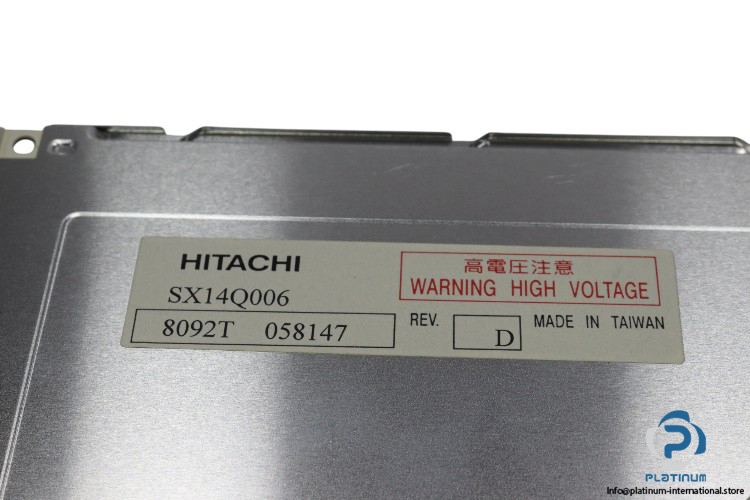 HITACHI
高電圧注意
WARNING HIGH VOLTAGE
SX14Q006
8092T 058147
REV. D
MADE IN TAIWAN
PLATINUM
Info@platinum-international.store